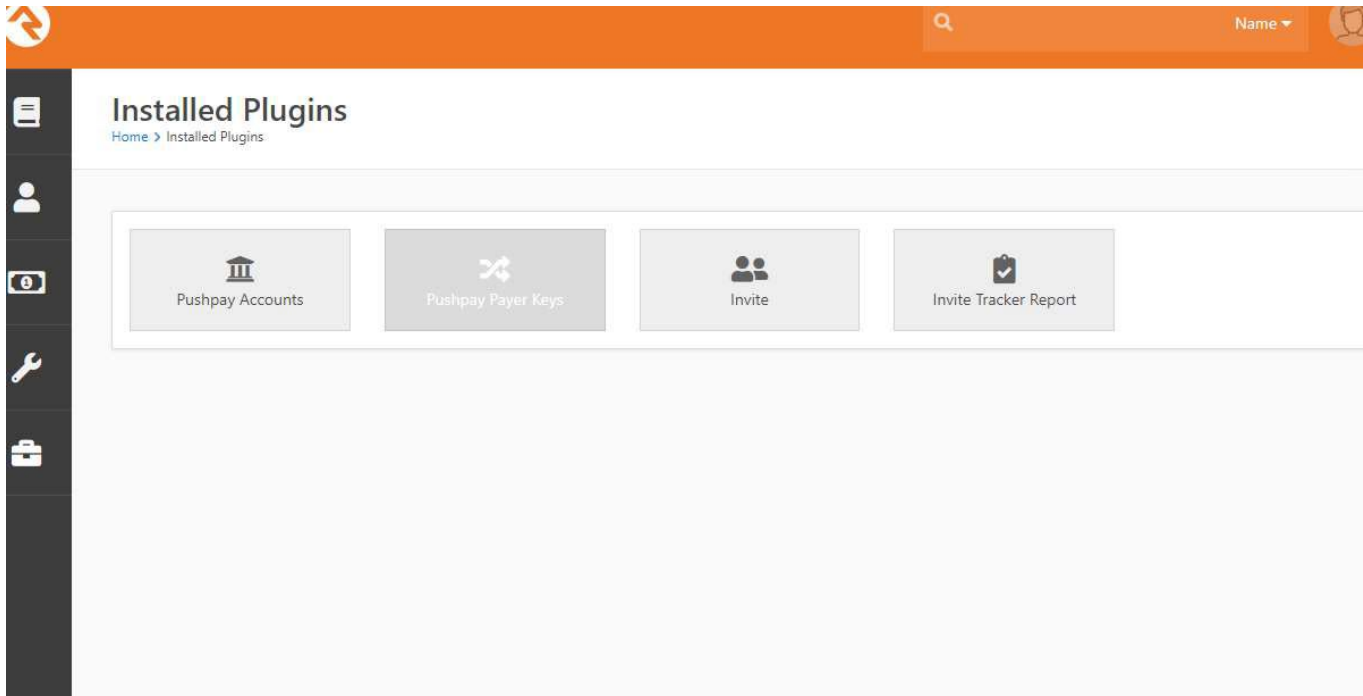 Name
Installed Plugins
Home > Installed Plugins
Pushpay Accounts
Pushpay Payer Keys
Invite
Invite Tracker Report